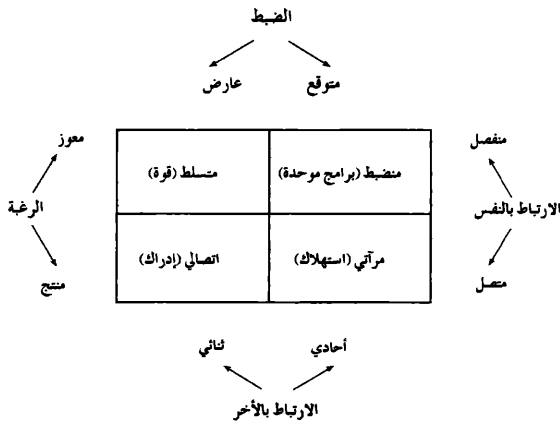 الضبط
متوقع عارض
منفصل معوز
منضبط (برامج موحدة) متسلط (قوة)
الارتباط بالنفس الرغبة
مرآتي (استهلاك) اتصالي (إدراك)
متصل منتج
أحادي ثنائي
الارتباط بالأخر